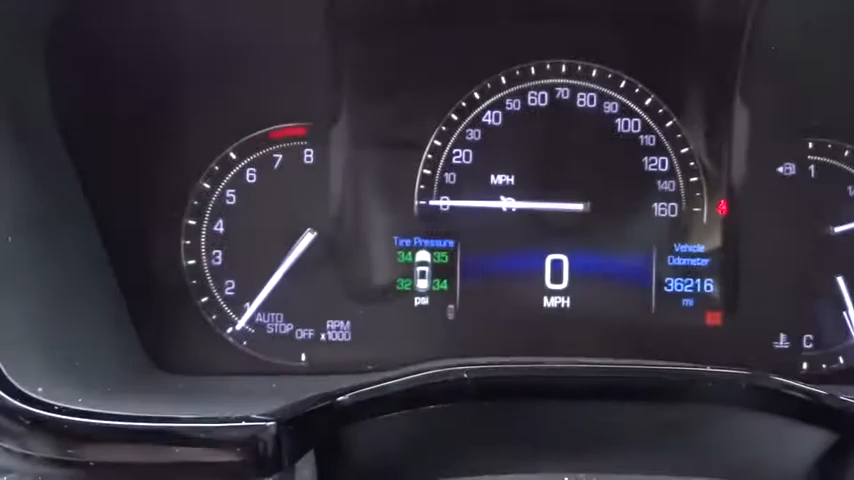 1
2
3
4
5
6
7
8
AUTO
STOP
OFF
RPM
x1000
0
10
20
30
40
50
60
70
80
90
100
110
120
140
160
MPH
Tire Pressure
34 35
32 34
psi
0
MPH
Vehicle
Odometer
36216
mi
1
C